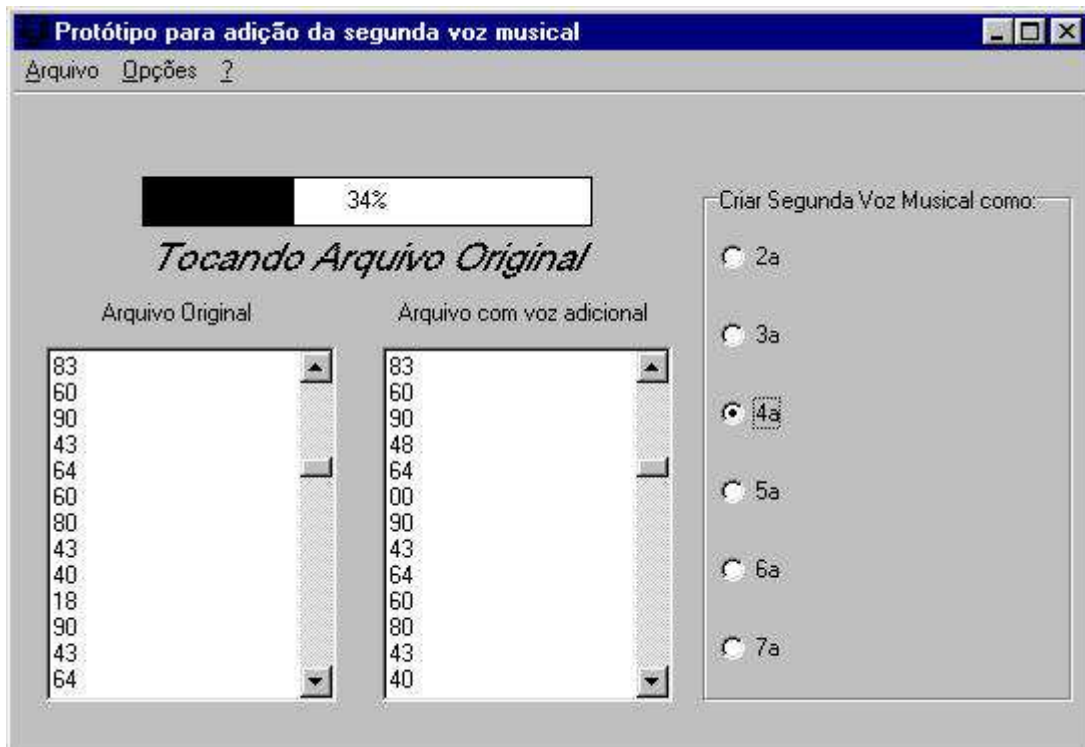 Protótipo para adição da segunda voz musical
Arquivo Opções ?
34%
Tocando Arquivo Original
Arquivo Original
83
60
90
43
64
60
80
43
40
18
90
43
64
Arquivo com voz adicional
83
60
90
48
64
00
90
43
64
60
80
43
40
Criar Segunda Voz Musical como:
2a
3a
4a
5a
6a
7a